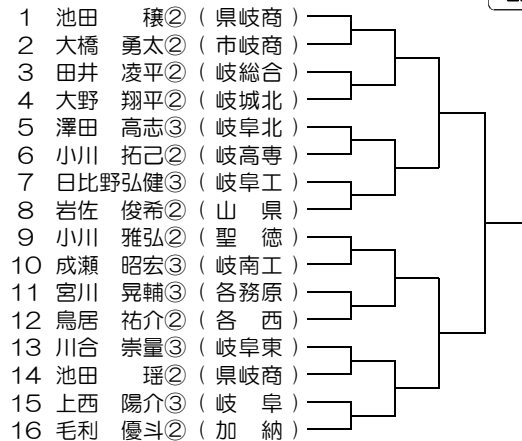 1 池田 穣② ( 県岐商 )
2 大橋 勇太② ( 市岐商 )
3 田井 凌平② ( 岐総合 )
4 大野 翔平② ( 岐城北 )
5 澤田 高志③ ( 岐阜北 )
6 小川 拓己② ( 岐高専 )
7 日比野弘健③ ( 岐阜工 )
8 岩佐 俊希② ( 山 県 )
9 小川 雅弘② ( 聖 徳 )
10 成瀬 昭宏③ ( 岐南工 )
11 宮川 晃輔③ ( 各務原 )
12 鳥居 祐介② ( 各 西 )
13 川合 崇量③ ( 岐阜東 )
14 池田 瑶② ( 県岐商 )
15 上西 陽介③ ( 岐 阜 )
16 毛利 優斗② ( 加 納 )